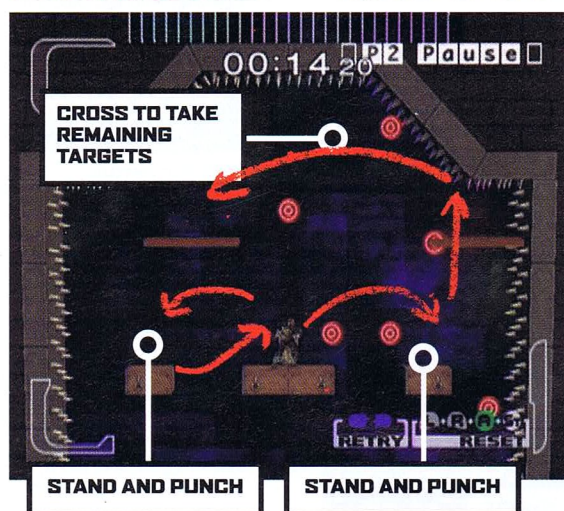 00:14 20
P2 Pause
CROSS TO TAKE
REMAINING
TARGETS
L+R+A+
RETRY
RESET
STAND AND PUNCH
STAND AND PUNCH